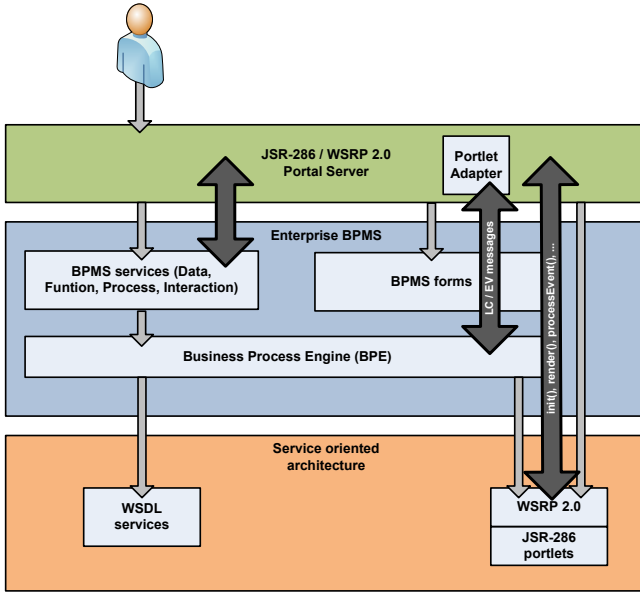 JSR-286 / WSRP 2.0
Portal Server
Portlet
Adapter
Enterprise BPMS
BPMS services (Data,
Funtion, Process, Interaction)
BPMS forms
LC / EV messages
init(), render(), processEvent(), ...
Business Process Engine (BPE)
Service oriented
architecture
WSDL
services
WSRP 2.0
JSR-286
portlets